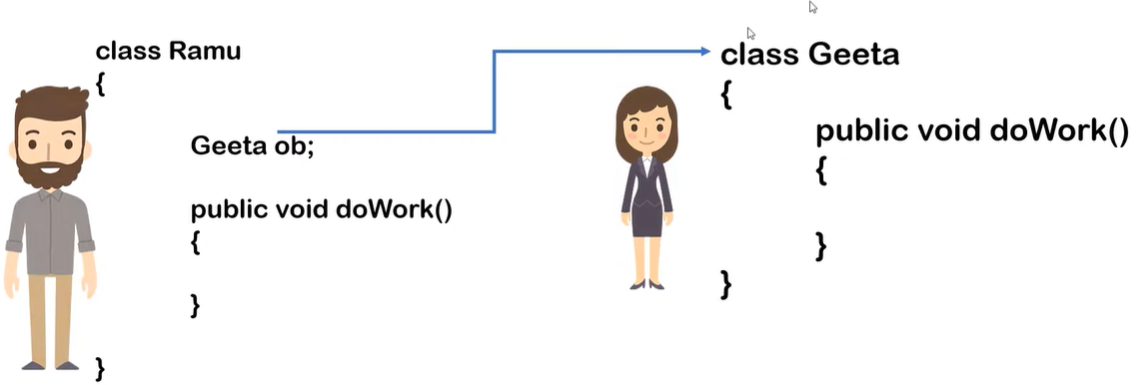 class Ramu
{
Geeta ob;
public void doWork()
{
}
}
class Geeta
{
public void doWork()
{
}
}